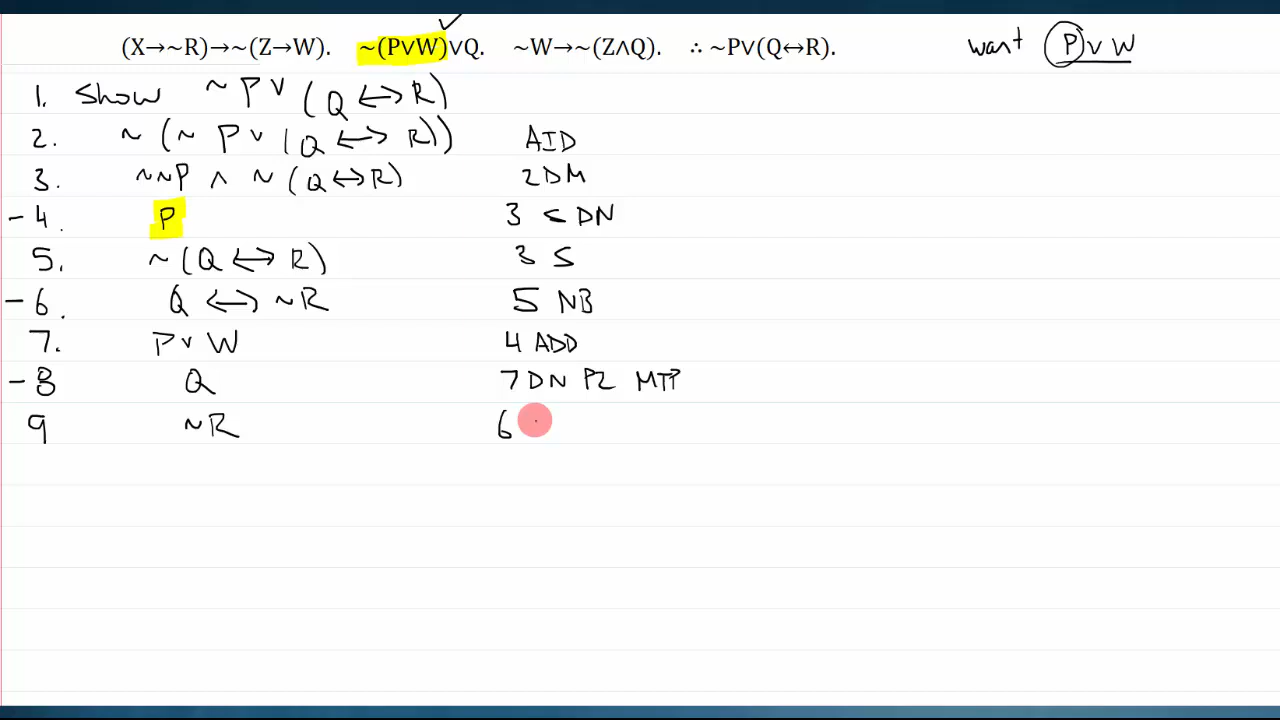 (X→~R)→~(Z→W). ~(P∨W)∨Q. ~W→~(Z∧Q). ∴ ~P∨(Q↔R). want P ∨ W
1. Show ~P ∨ (Q ↔ R)
2. ~(~P ∨ (Q ↔ R)) AID
3. ~~P ∧ ~(Q ↔ R) 2 DM
- 4. P 3 S DN
5. ~(Q ↔ R) 3 S
- 6. Q ↔ ~R 5 NB
7. P ∨ W 4 ADD
- 8 Q 7 DN P2 MTP
9 ~R 6